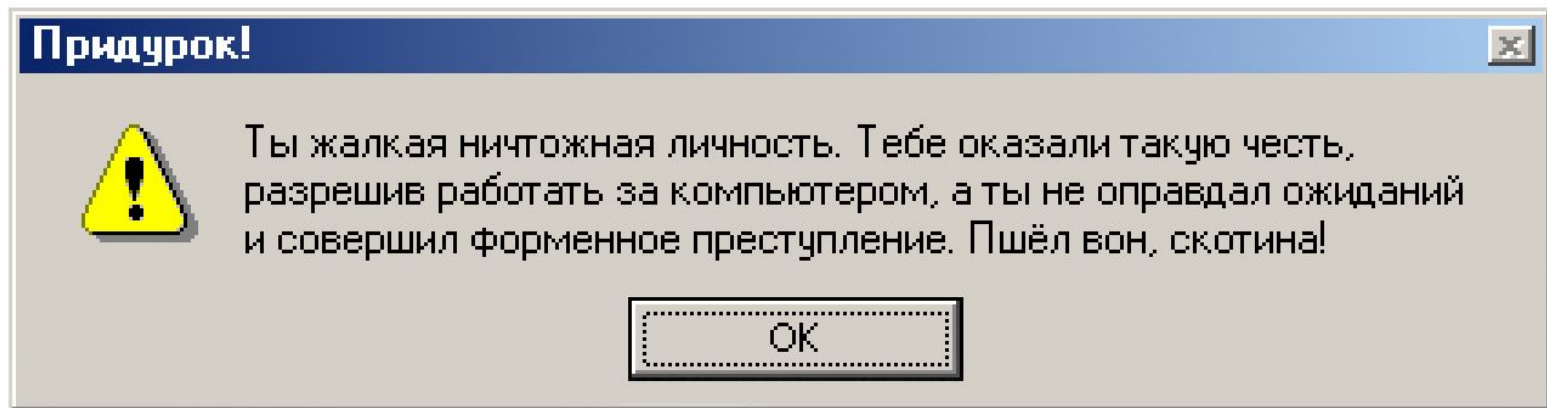 Придурок!
Ты жалкая ничтожная личность. Тебе оказали такую честь,
разрешив работать за компьютером, а ты не оправдал ожиданий
и совершил форменное преступление. Пшёл вон, скотина!
OK